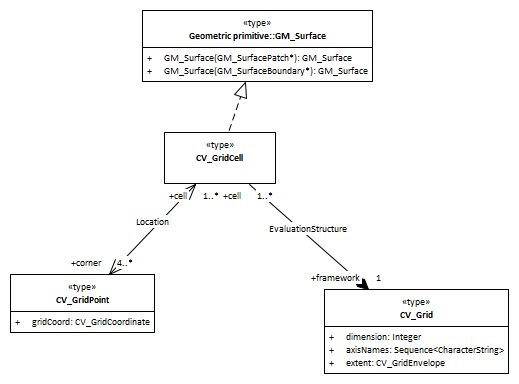 «type»
Geometric primitive::GM_Surface
+ GM_Surface(GM_SurfacePatch*): GM_Surface
+ GM_Surface(GM_SurfaceBoundary*): GM_Surface
«type»
CV_GridCell
+cell 1..* +cell 1..*
Location
EvaluationStructure
+corner 4..*
+framework 1
«type»
CV_GridPoint
+ gridCoord: CV_GridCoordinate
«type»
CV_Grid
+ dimension: Integer
+ axisNames: Sequence<CharacterString>
+ extent: CV_GridEnvelope